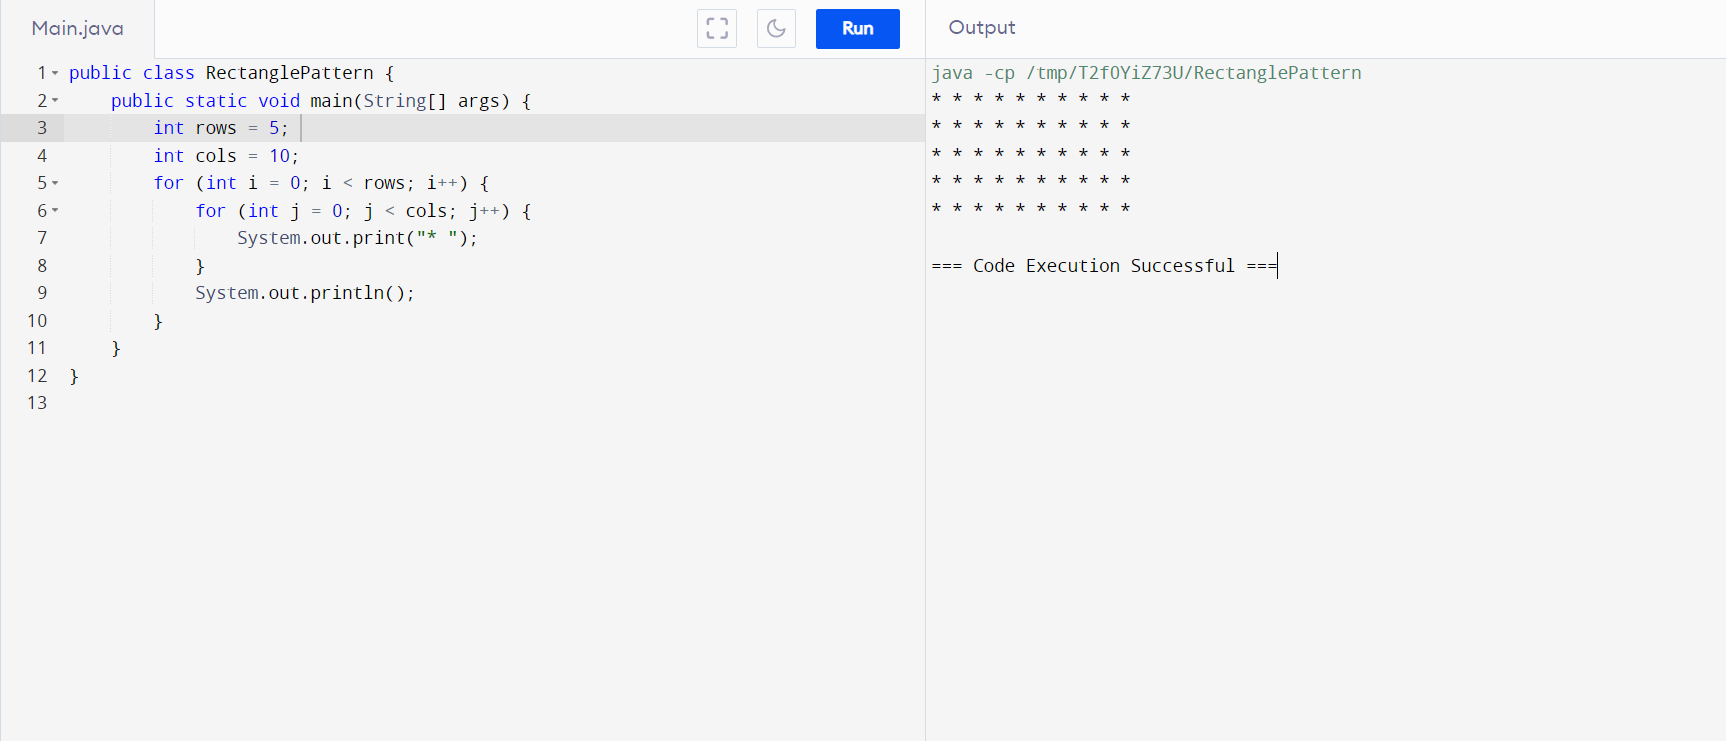 Main.java
Run
Output
1 public class RectanglePattern {
2     public static void main(String[] args) {
3         int rows = 5;
4         int cols = 10;
5         for (int i = 0; i < rows; i++) {
6             for (int j = 0; j < cols; j++) {
7                 System.out.print("* ");
8             }
9             System.out.println();
10         }
11     }
12 }
13
java -cp /tmp/T2f0YiZ73U/RectanglePattern
* * * * * * * * * *
* * * * * * * * * *
* * * * * * * * * *
* * * * * * * * * *
* * * * * * * * * *
=== Code Execution Successful ===